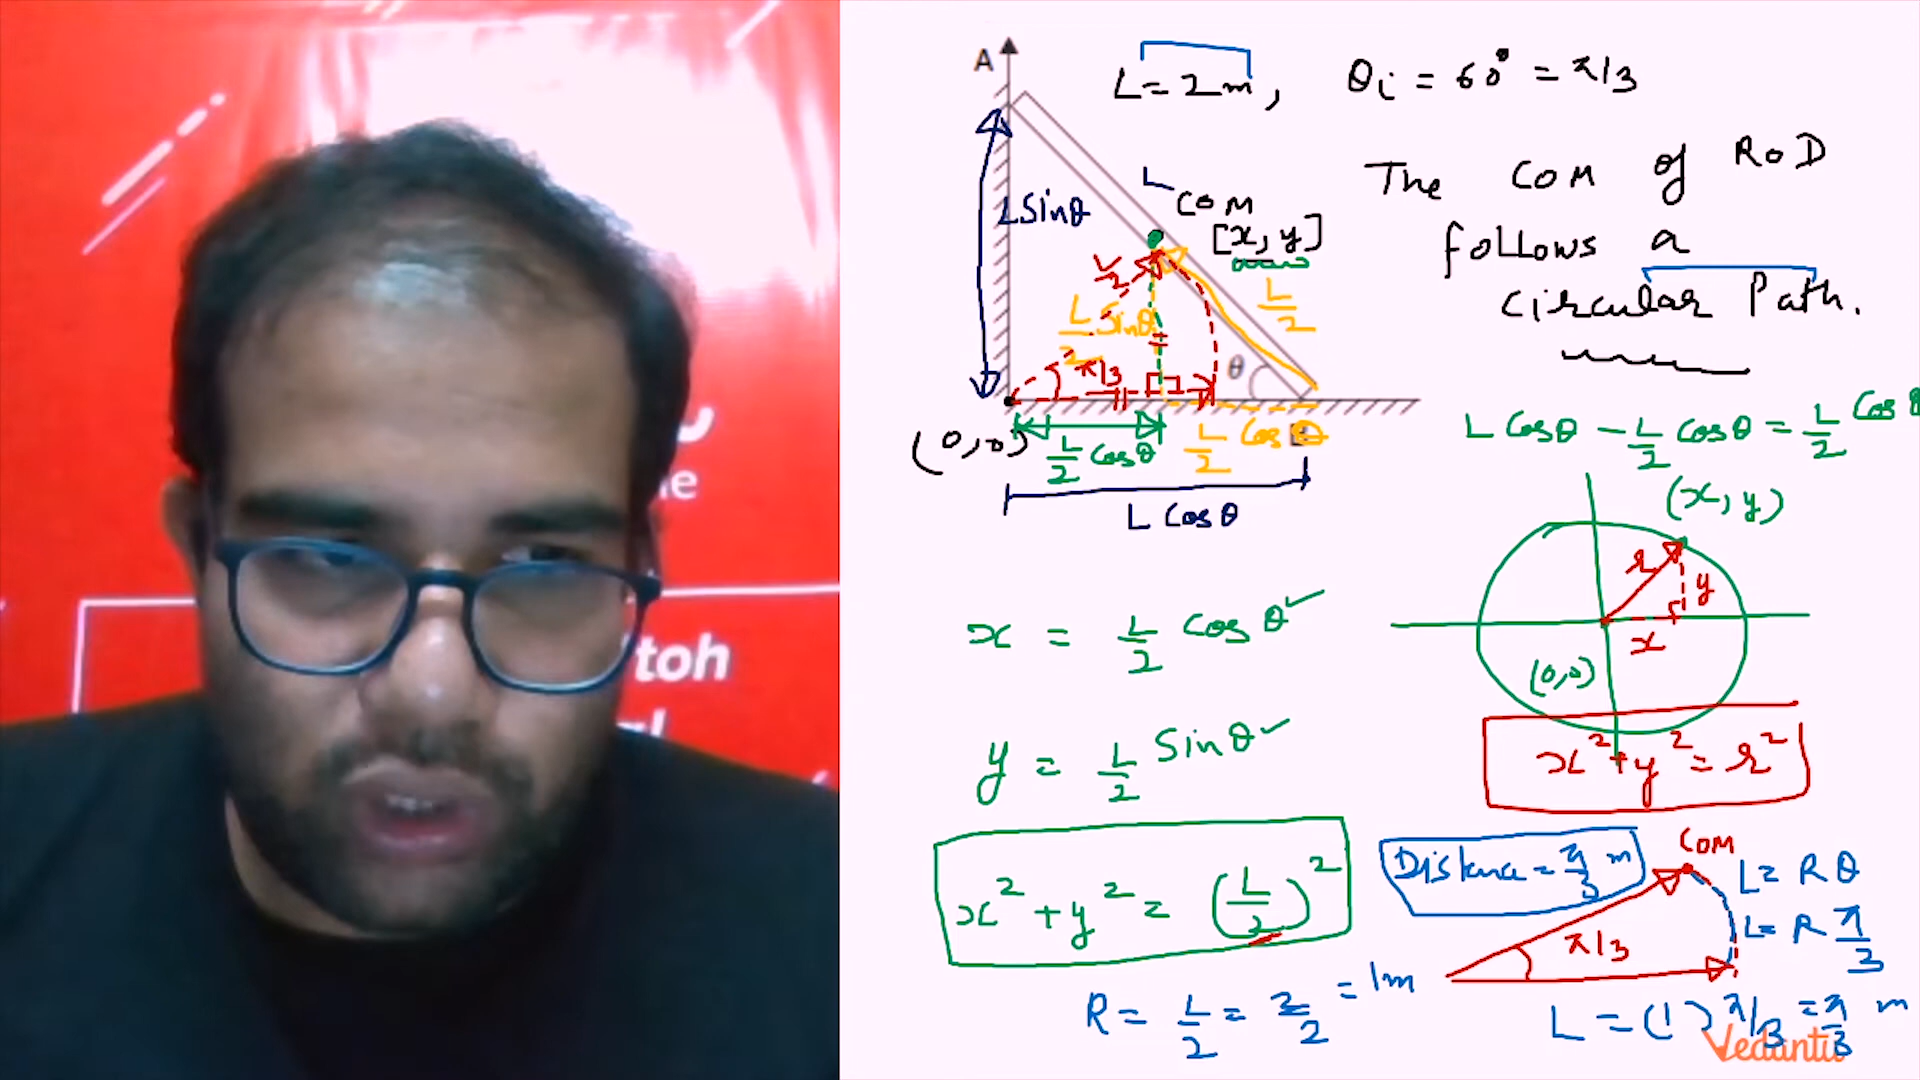 A
L = 2m, θi = 60° = π/3
The COM of ROD
follows a
circular Path.
L
COM
[x, y]
LSinθ
L/2
L/2 Sinθ
L/2
π/3
θ
(0,0)
L/2 Cosθ
L/2 Cosθ
L Cosθ
L Cosθ - L/2 Cosθ = L/2 Cosθ
(x, y)
r
y
x
(0,0)
x = L/2 Cosθ
y = L/2 Sinθ
x² + y² = r²
x² + y² = (L/2)²
Distance = π/3 m
COM
L = Rθ
L = R π/3
π/3
R = L/2 = 2/2 = 1m
L = (1) π/3 = π/3 m
Vedantu
toh